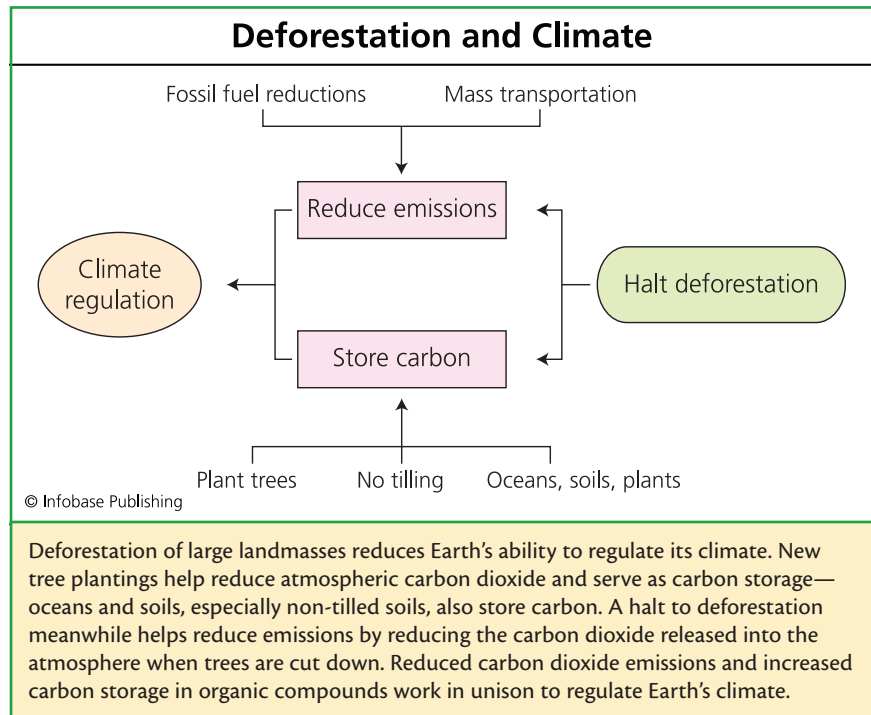 Deforestation and Climate
Fossil fuel reductions
Mass transportation
Reduce emissions
Climate
regulation
Halt deforestation
Store carbon
Plant trees
No tilling
Oceans, soils, plants
© Infobase Publishing
Deforestation of large landmasses reduces Earth’s ability to regulate its climate. New
tree plantings help reduce atmospheric carbon dioxide and serve as carbon storage—
oceans and soils, especially non-tilled soils, also store carbon. A halt to deforestation
meanwhile helps reduce emissions by reducing the carbon dioxide released into the
atmosphere when trees are cut down. Reduced carbon dioxide emissions and increased
carbon storage in organic compounds work in unison to regulate Earth’s climate.